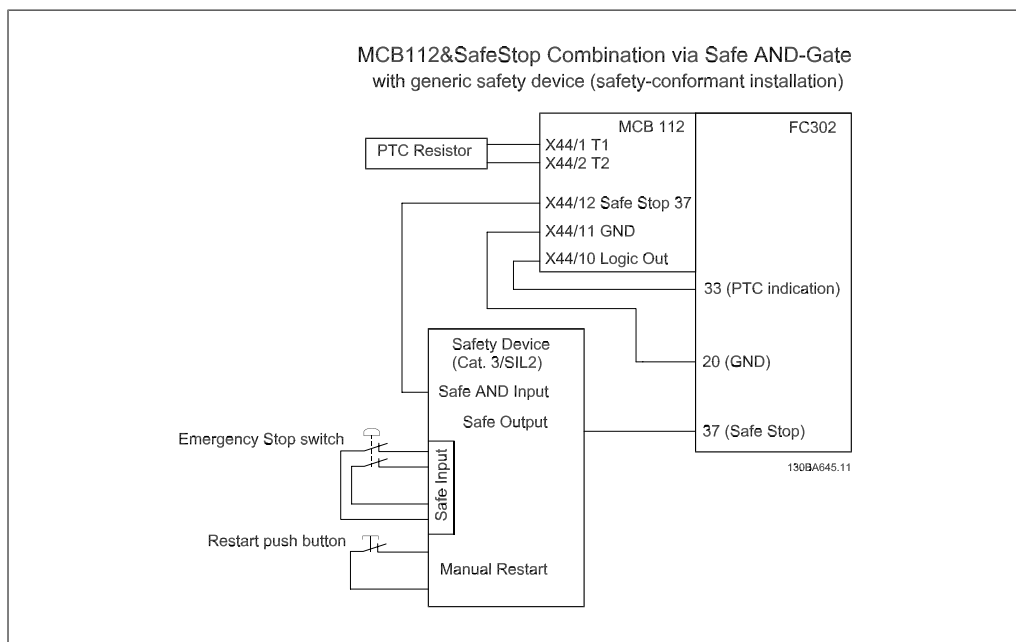 MCB112&SafeStop Combination via Safe AND-Gate
with generic safety device (safety-conformant installation)
MCB 112
FC302
PTC Resistor
X44/1 T1
X44/2 T2
X44/12 Safe Stop 37
X44/11 GND
X44/10 Logic Out
33 (PTC indication)
Safety Device
(Cat. 3/SIL2)
20 (GND)
Safe AND Input
Safe Output
37 (Safe Stop)
Emergency Stop switch
Safe Input
130BA645.11
Restart push button
Manual Restart